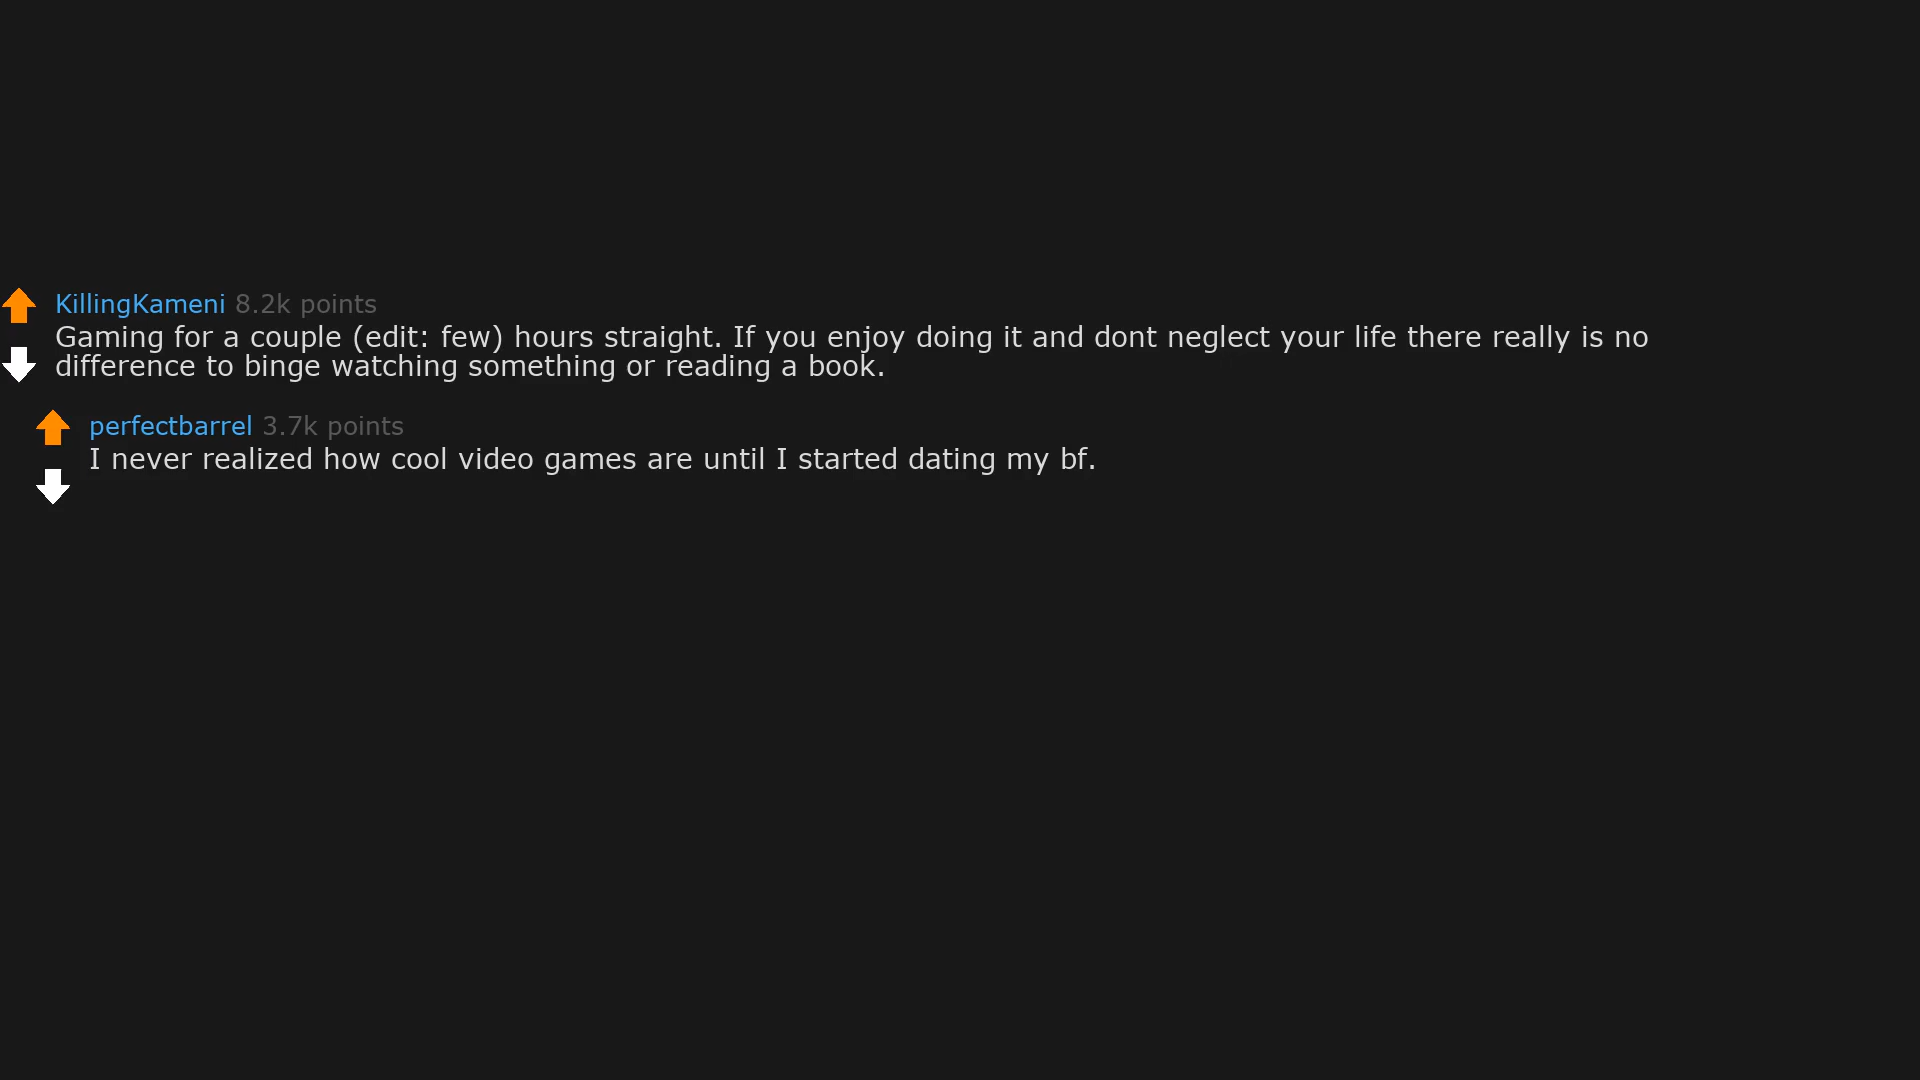 KillingKameni 8.2k points
Gaming for a couple (edit: few) hours straight. If you enjoy doing it and dont neglect your life there really is no
difference to binge watching something or reading a book.
perfectbarrel 3.7k points
I never realized how cool video games are until I started dating my bf.